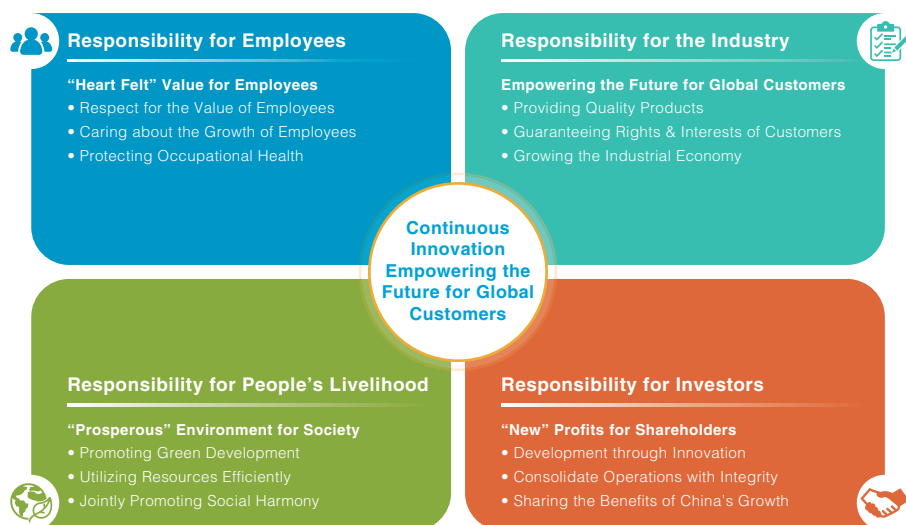 Responsibility for Employees
“Heart Felt” Value for Employees
• Respect for the Value of Employees
• Caring about the Growth of Employees
• Protecting Occupational Health
Responsibility for the Industry
Empowering the Future for Global Customers
• Providing Quality Products
• Guaranteeing Rights & Interests of Customers
• Growing the Industrial Economy
Continuous
Innovation
Empowering the
Future for Global
Customers
Responsibility for People’s Livelihood
“Prosperous” Environment for Society
• Promoting Green Development
• Utilizing Resources Efficiently
• Jointly Promoting Social Harmony
Responsibility for Investors
“New” Profits for Shareholders
• Development through Innovation
• Consolidate Operations with Integrity
• Sharing the Benefits of China's Growth